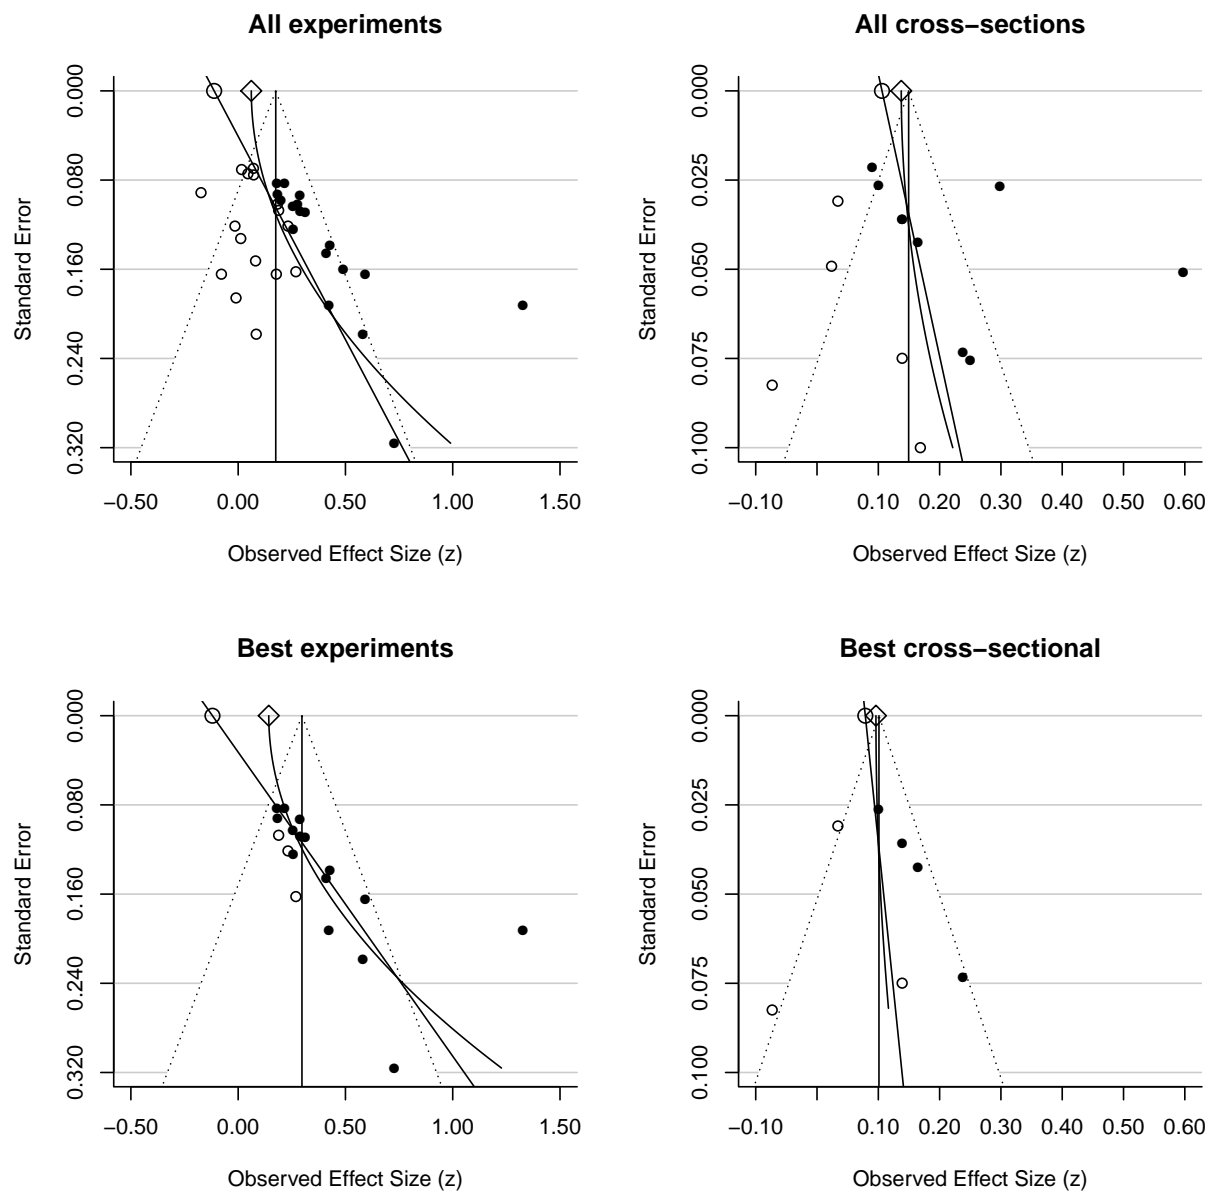 All experiments
0.000
0.080
0.160
0.240
0.320
Standard Error
−0.50 0.00 0.50 1.00 1.50
Observed Effect Size (z)
All cross−sections
0.000
0.025
0.050
0.075
0.100
Standard Error
−0.10 0.10 0.20 0.30 0.40 0.50 0.60
Observed Effect Size (z)
Best experiments
0.000
0.080
0.160
0.240
0.320
Standard Error
−0.50 0.00 0.50 1.00 1.50
Observed Effect Size (z)
Best cross−sectional
0.000
0.025
0.050
0.075
0.100
Standard Error
−0.10 0.10 0.20 0.30 0.40 0.50 0.60
Observed Effect Size (z)